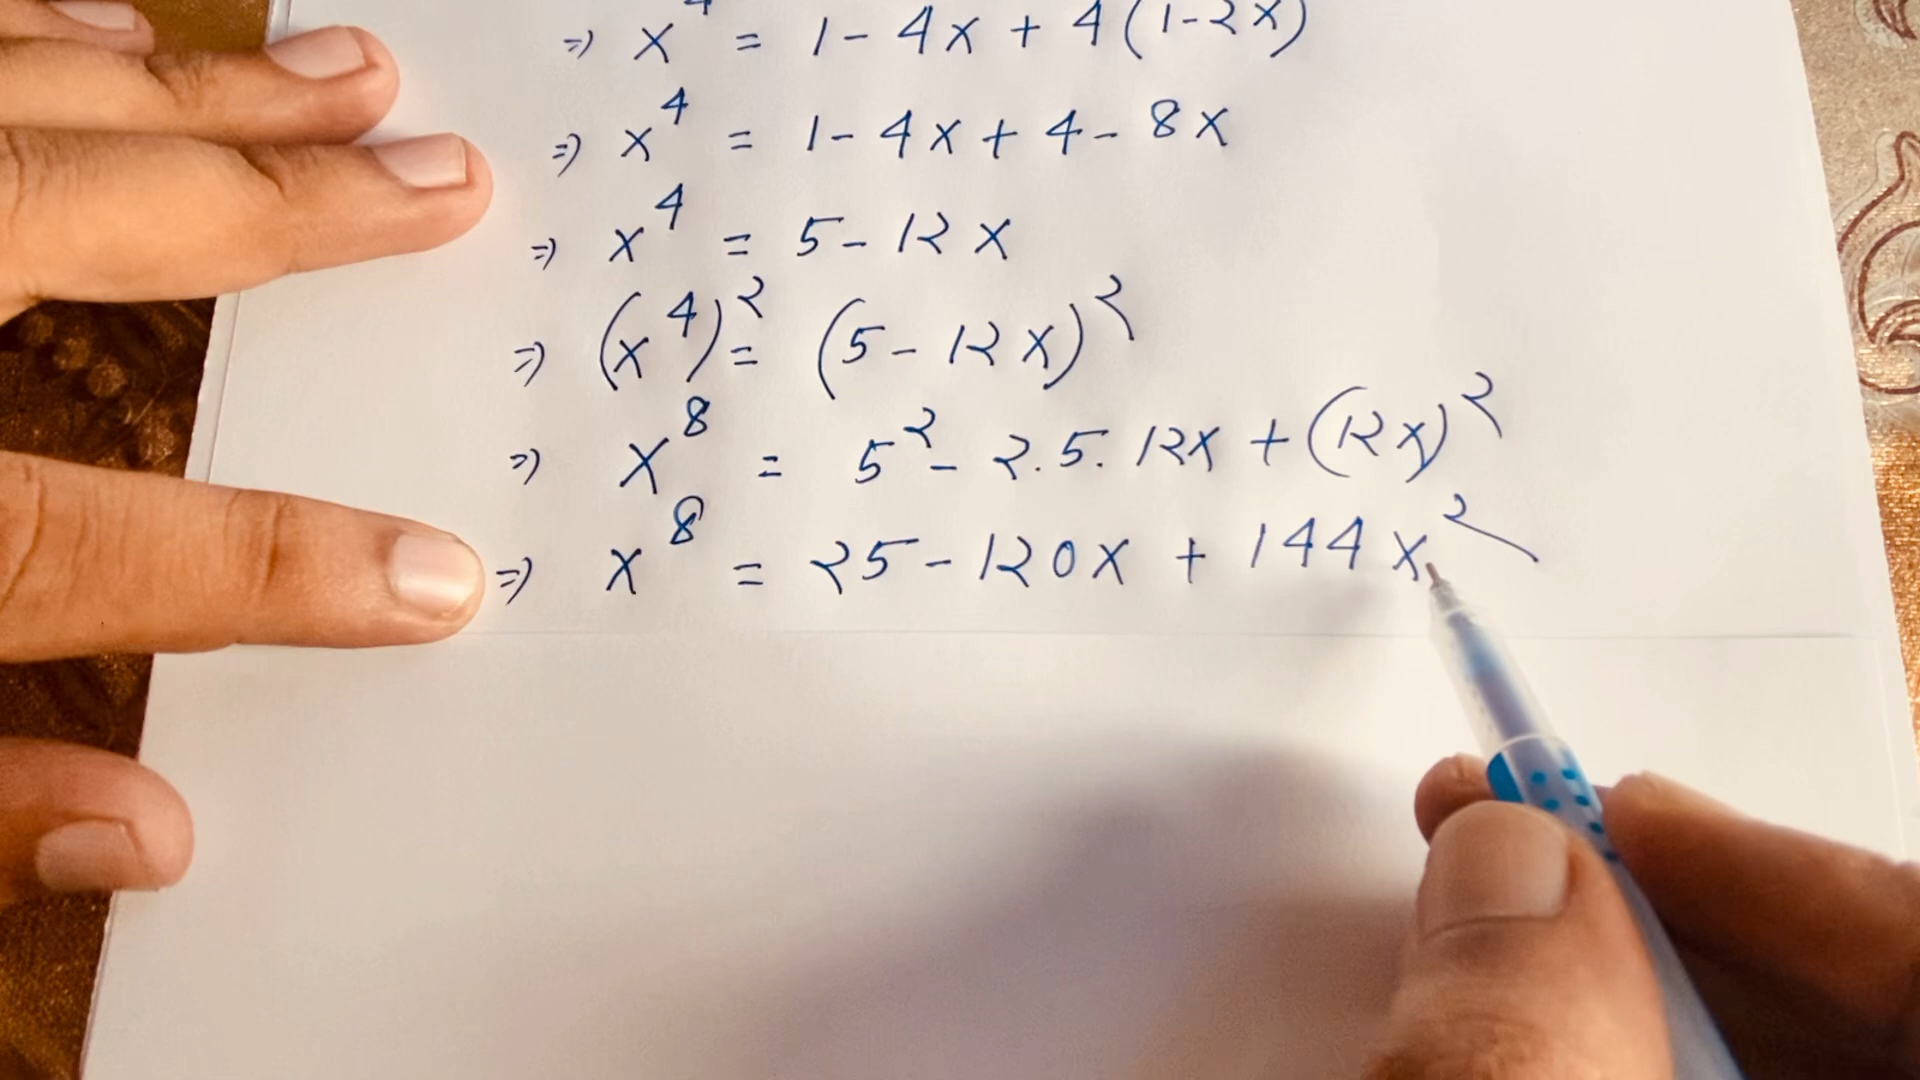 ⇒ x⁴ = 1 - 4x + 4(1-2x)
⇒ x⁴ = 1 - 4x + 4 - 8x
⇒ x⁴ = 5 - 12x
⇒ (x⁴)² = (5 - 12x)²
⇒ x⁸ = 5² - 2.5.12x + (12x)²
⇒ x⁸ = 25 - 120x + 144x²